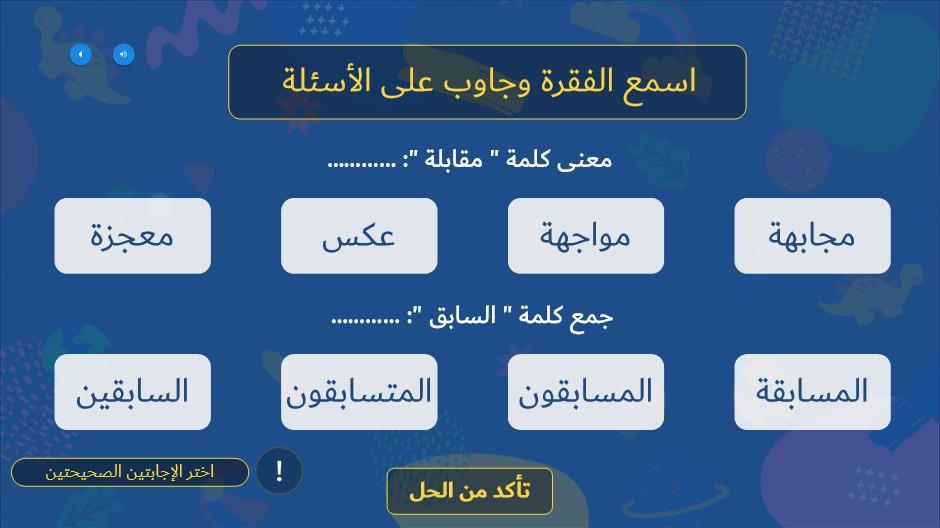 اسمع الفقرة وجاوب على الأسئلة
معنى كلمة " مقابلة ": ............
مجابهة
مواجهة
عكس
معجزة
جمع كلمة " السابق ": ............
المسابقة
المسابقون
المتسابقون
السابقين
تأكد من الحل
!
اختر الإجابتين الصحيحتين